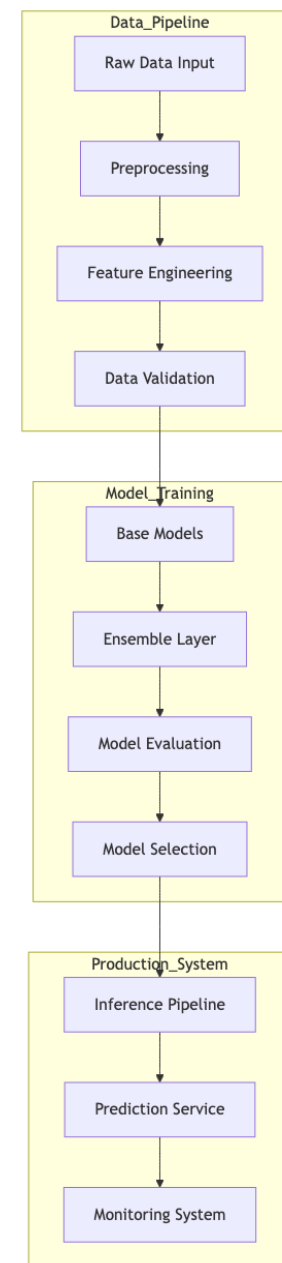 Data_Pipeline
Raw Data Input
Preprocessing
Feature Engineering
Data Validation
Model_Training
Base Models
Ensemble Layer
Model Evaluation
Model Selection
Production_System
Inference Pipeline
Prediction Service
Monitoring System